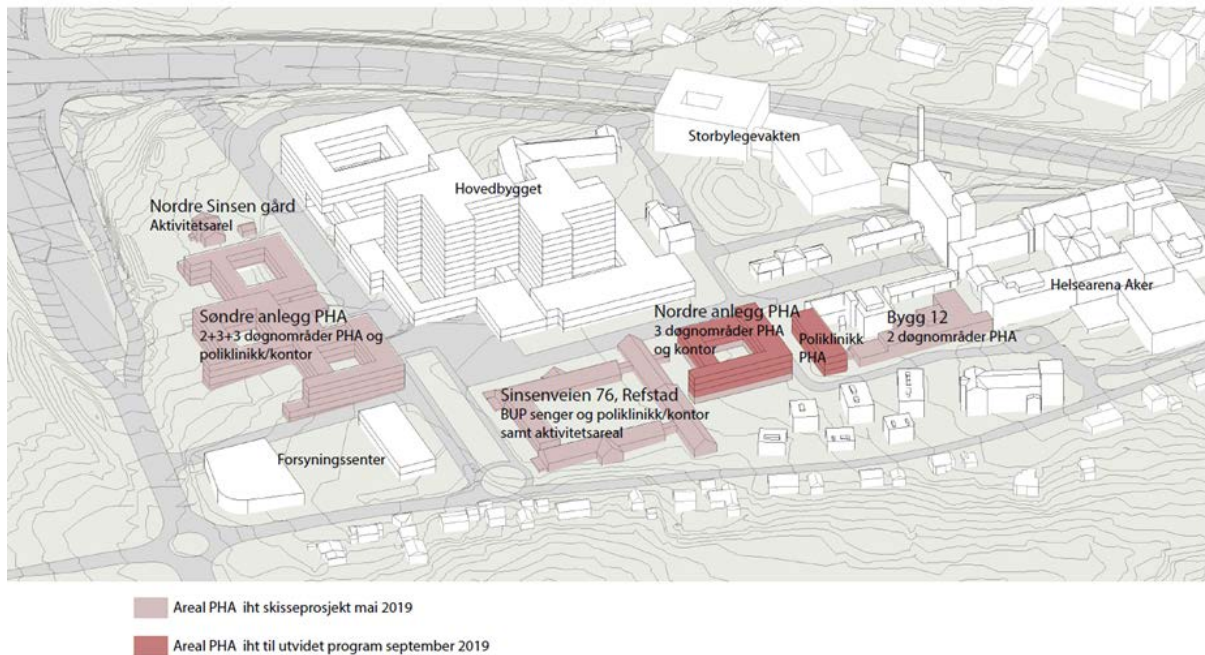 Storbylegevakten
Hovedbygget
Nordre Sinsen gård
Aktivitetsarel
Helsearena Aker
Søndre anlegg PHA
2+3+3 døgnområder PHA og
poliklinikk/kontor
Nordre anlegg PHA
3 døgnområder PHA
og kontor
Poliklinikk
PHA
Bygg 12
2 døgnområder PHA
Sinsenveien 76, Refstad
BUP senger og poliklinikk/kontor
samt aktivitetsareal
Forsyningssenter
Areal PHA iht skisseprosjekt mai 2019
Areal PHA iht til utvidet program september 2019